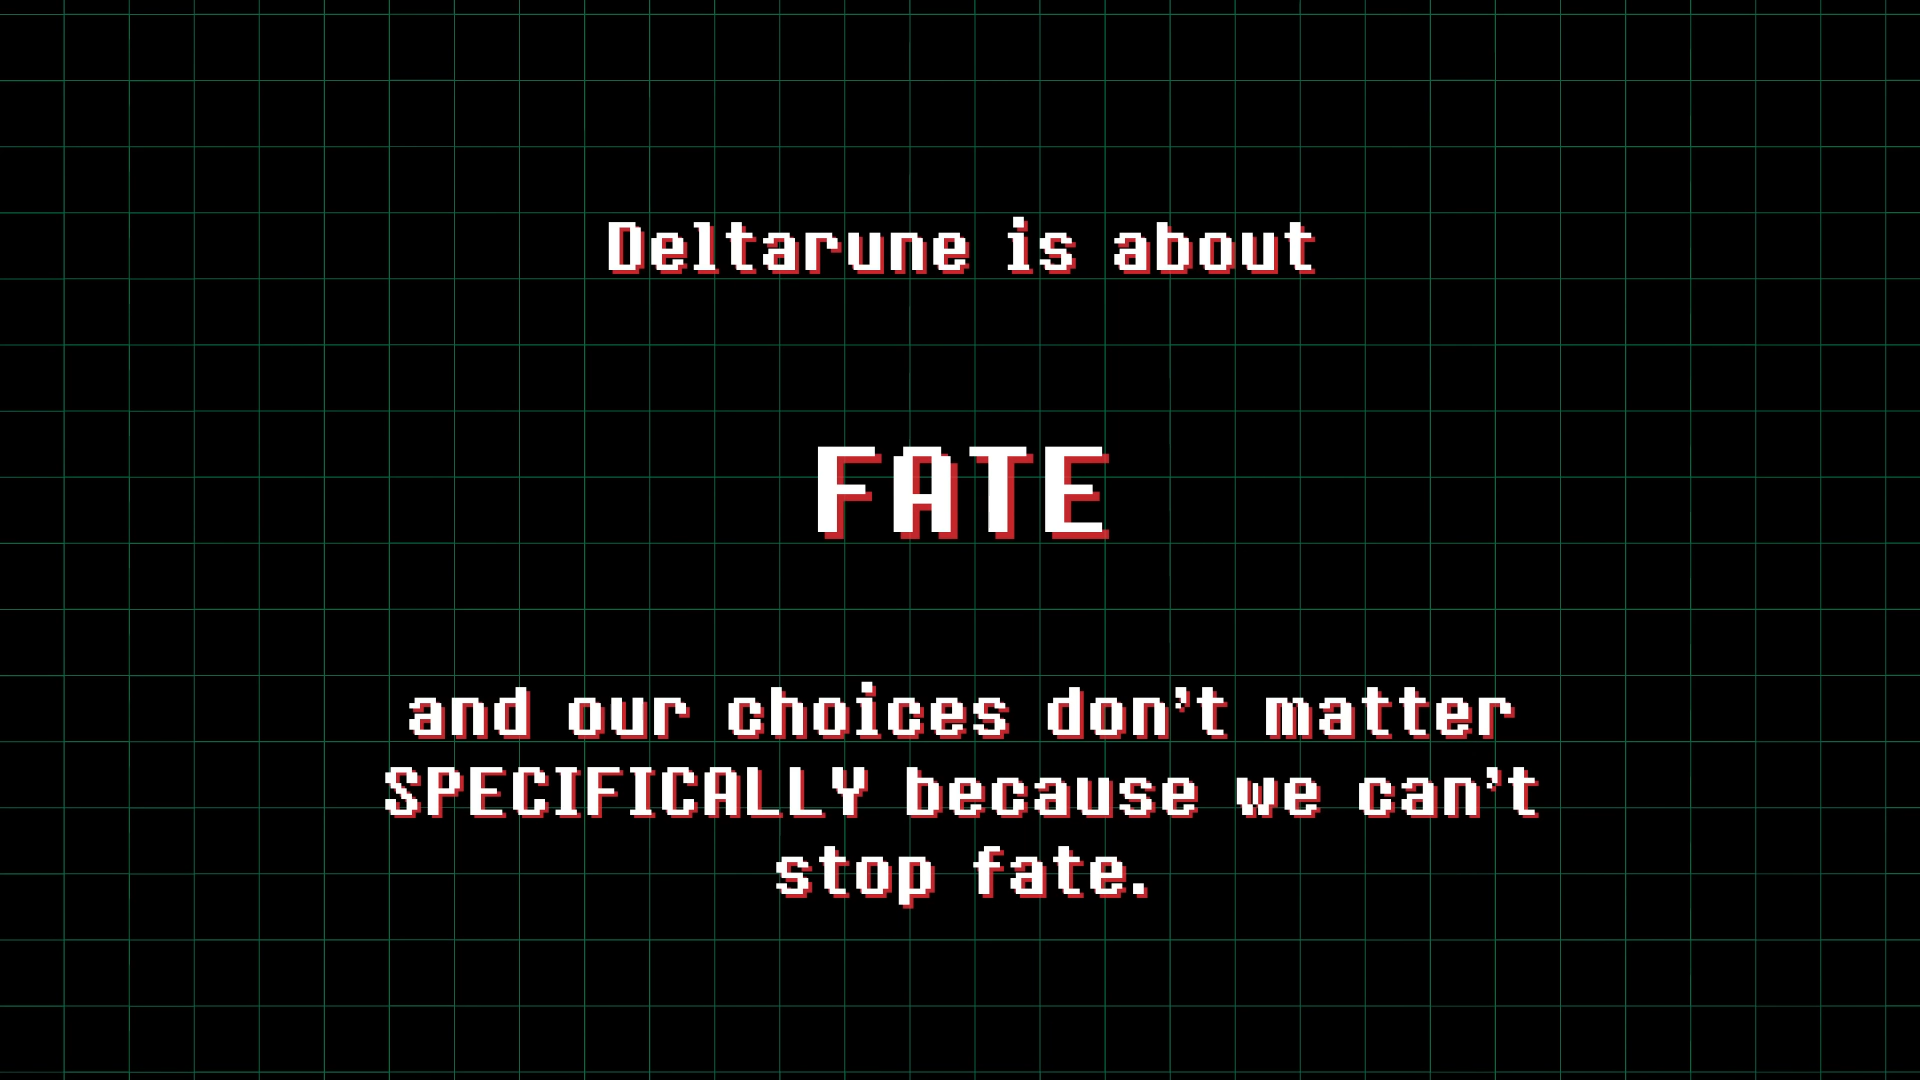 Deltarune is about
FATE
and our choices don't matter
SPECIFICALLY because we can't
stop fate.